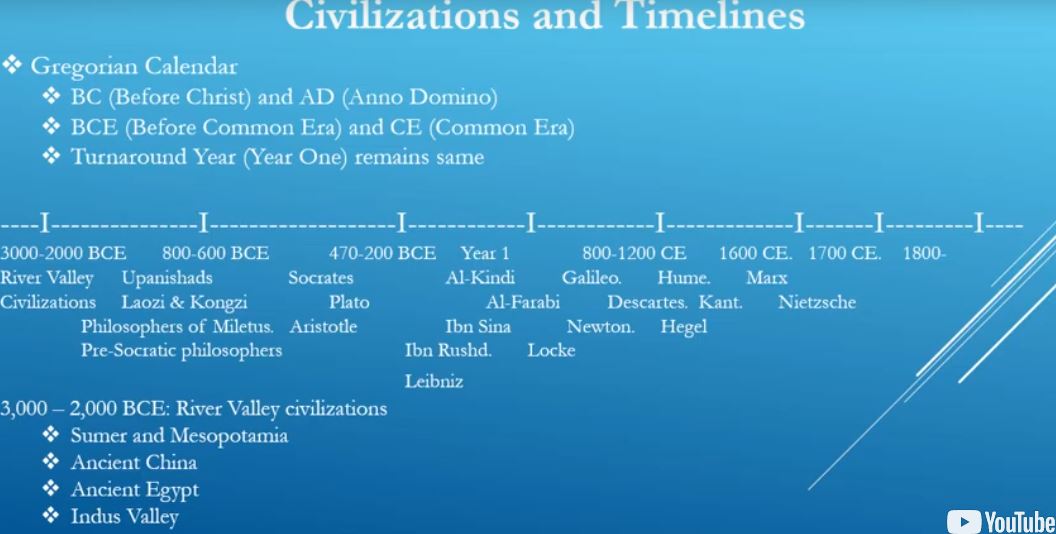 Civilizations and Timelines
❖ Gregorian Calendar
❖ BC (Before Christ) and AD (Anno Domino)
❖ BCE (Before Common Era) and CE (Common Era)
❖ Turnaround Year (Year One) remains same
----I---------------I-------------------I------------I------------I-------------I-------I---------I----
3000-2000 BCE 800-600 BCE 470-200 BCE Year 1 800-1200 CE 1600 CE. 1700 CE. 1800-
River Valley Upanishads Socrates Al-Kindi Galileo. Hume. Marx
Civilizations Laozi & Kongzi Plato Al-Farabi Descartes. Kant. Nietzsche
Philosophers of Miletus. Aristotle Ibn Sina Newton. Hegel
Pre-Socratic philosophers Ibn Rushd. Locke
Leibniz
3,000 – 2,000 BCE: River Valley civilizations
❖ Sumer and Mesopotamia
❖ Ancient China
❖ Ancient Egypt
❖ Indus Valley
YouTube